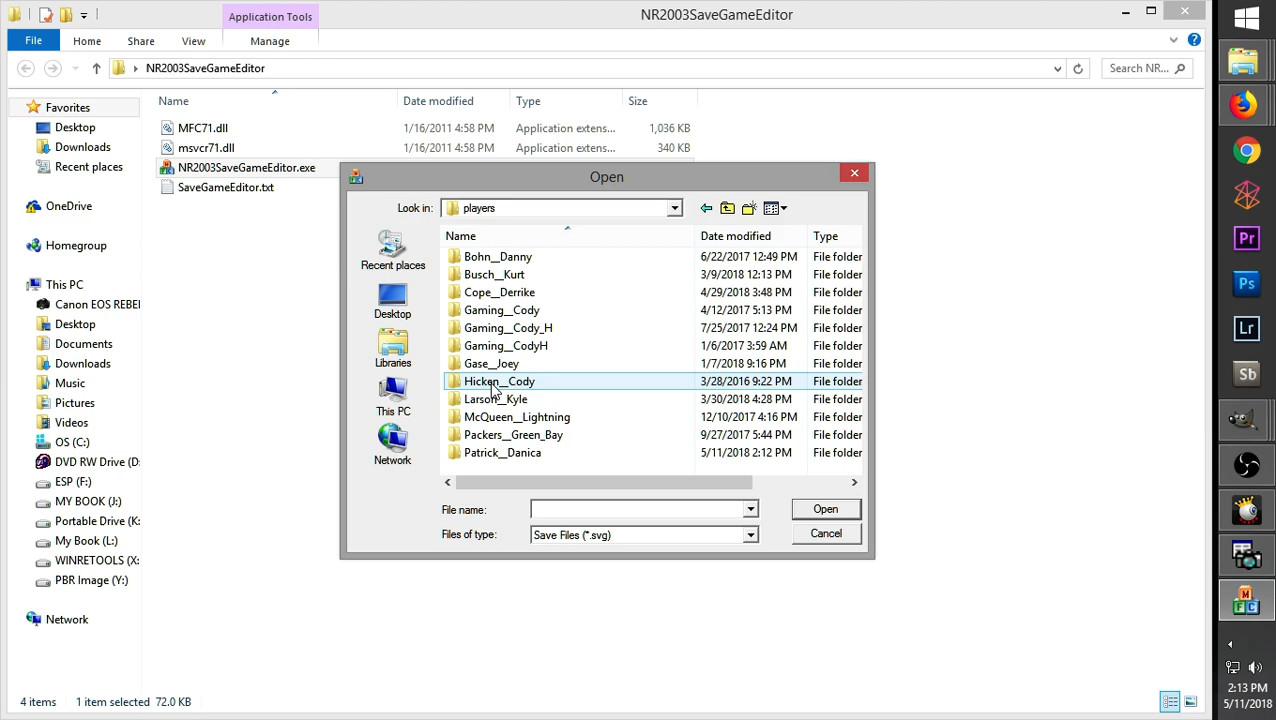 NR2003SaveGameEditor
Application Tools
File
Home
Share
View
Manage
NR2003SaveGameEditor
Search NR...
Name
Date modified
Type
Size
MFC71.dll 1/16/2011 4:58 PM Application extens... 1,036 KB
msvcr71.dll 1/16/2011 4:58 PM Application extens... 340 KB
NR2003SaveGameEditor.exe
SaveGameEditor.txt
Favorites
Desktop
Downloads
Recent places
OneDrive
Homegroup
This PC
Canon EOS REBEL
Desktop
Documents
Downloads
Music
Pictures
Videos
OS (C:)
DVD RW Drive (D:
ESP (F:)
MY BOOK (J:)
Portable Drive (K:
My Book (L:)
WINRETOOLS (X:
PBR Image (Y:)
Network
Open
Look in:
players
Recent places
Desktop
Libraries
This PC
Network
Name Date modified Type
Bohn__Danny 6/22/2017 12:49 PM File folder
Busch__Kurt 3/9/2018 12:13 PM File folder
Cope__Derrike 4/29/2018 3:48 PM File folder
Gaming__Cody 4/12/2017 5:13 PM File folder
Gaming__Cody_H 7/25/2017 12:24 PM File folder
Gaming__CodyH 1/6/2017 3:59 AM File folder
Gase__Joey 1/7/2018 9:16 PM File folder
Hicken__Cody 3/28/2016 9:22 PM File folder
Larson__Kyle 3/30/2018 4:28 PM File folder
McQueen__Lightning 12/10/2017 4:16 PM File folder
Packers__Green_Bay 9/27/2017 5:44 PM File folder
Patrick__Danica 5/11/2018 2:12 PM File folder
File name:
Open
Files of type:
Save Files (*.svg)
Cancel
4 items 1 item selected 72.0 KB
Pr
Ps
Lr
Sb
M
F C
2:13 PM
5/11/2018